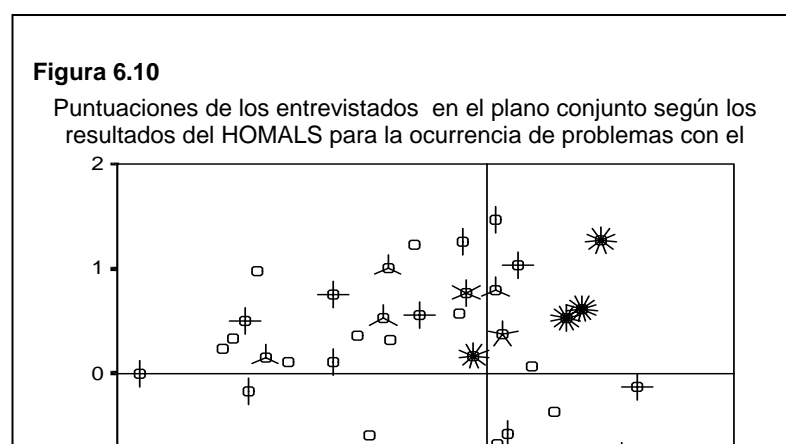 Figura 6.10
Puntuaciones de los entrevistados en el plano conjunto según los
resultados del HOMALS para la ocurrencia de problemas con el
2
1
0